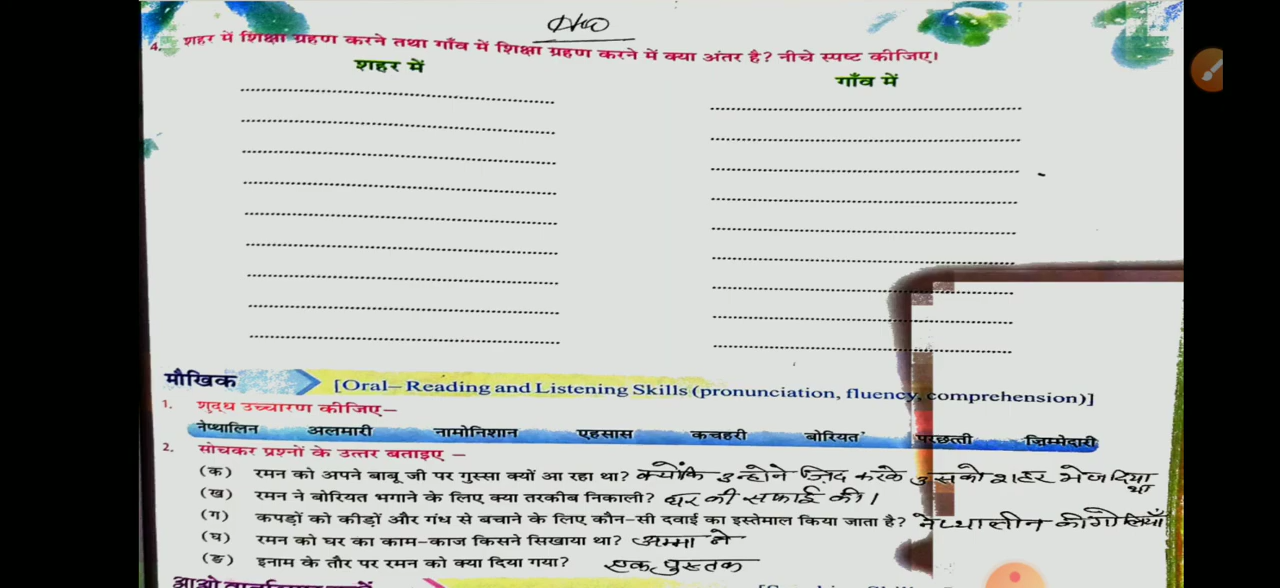 4. शहर में शिक्षा ग्रहण करने तथा गाँव में शिक्षा ग्रहण करने में क्या अंतर है? नीचे स्पष्ट कीजिए।
शहर में
गाँव में
मौखिक [Oral– Reading and Listening Skills (pronunciation, fluency, comprehension)]
1. शुद्ध उच्चारण कीजिए–
नेप्थालिन अलमारी नामोनिशान एहसास कचहरी बोरियत परछत्ती ज़िम्मेदारी
2. सोचकर प्रश्नों के उत्तर बताइए –
(क) रमन को अपने बाबू जी पर गुस्सा क्यों आ रहा था? क्योंकि उन्होने ज़िद करके उसको शहर भेज दिया था
(ख) रमन ने बोरियत भगाने के लिए क्या तरकीब निकाली? घर की सफाई की।
(ग) कपड़ों को कीड़ों और गंध से बचाने के लिए कौन-सी दवाई का इस्तेमाल किया जाता है? नेप्थालीन की गोलियाँ
(घ) रमन को घर का काम-काज किसने सिखाया था? अम्मा ने
(ङ) इनाम के तौर पर रमन को क्या दिया गया? एक पुस्तक